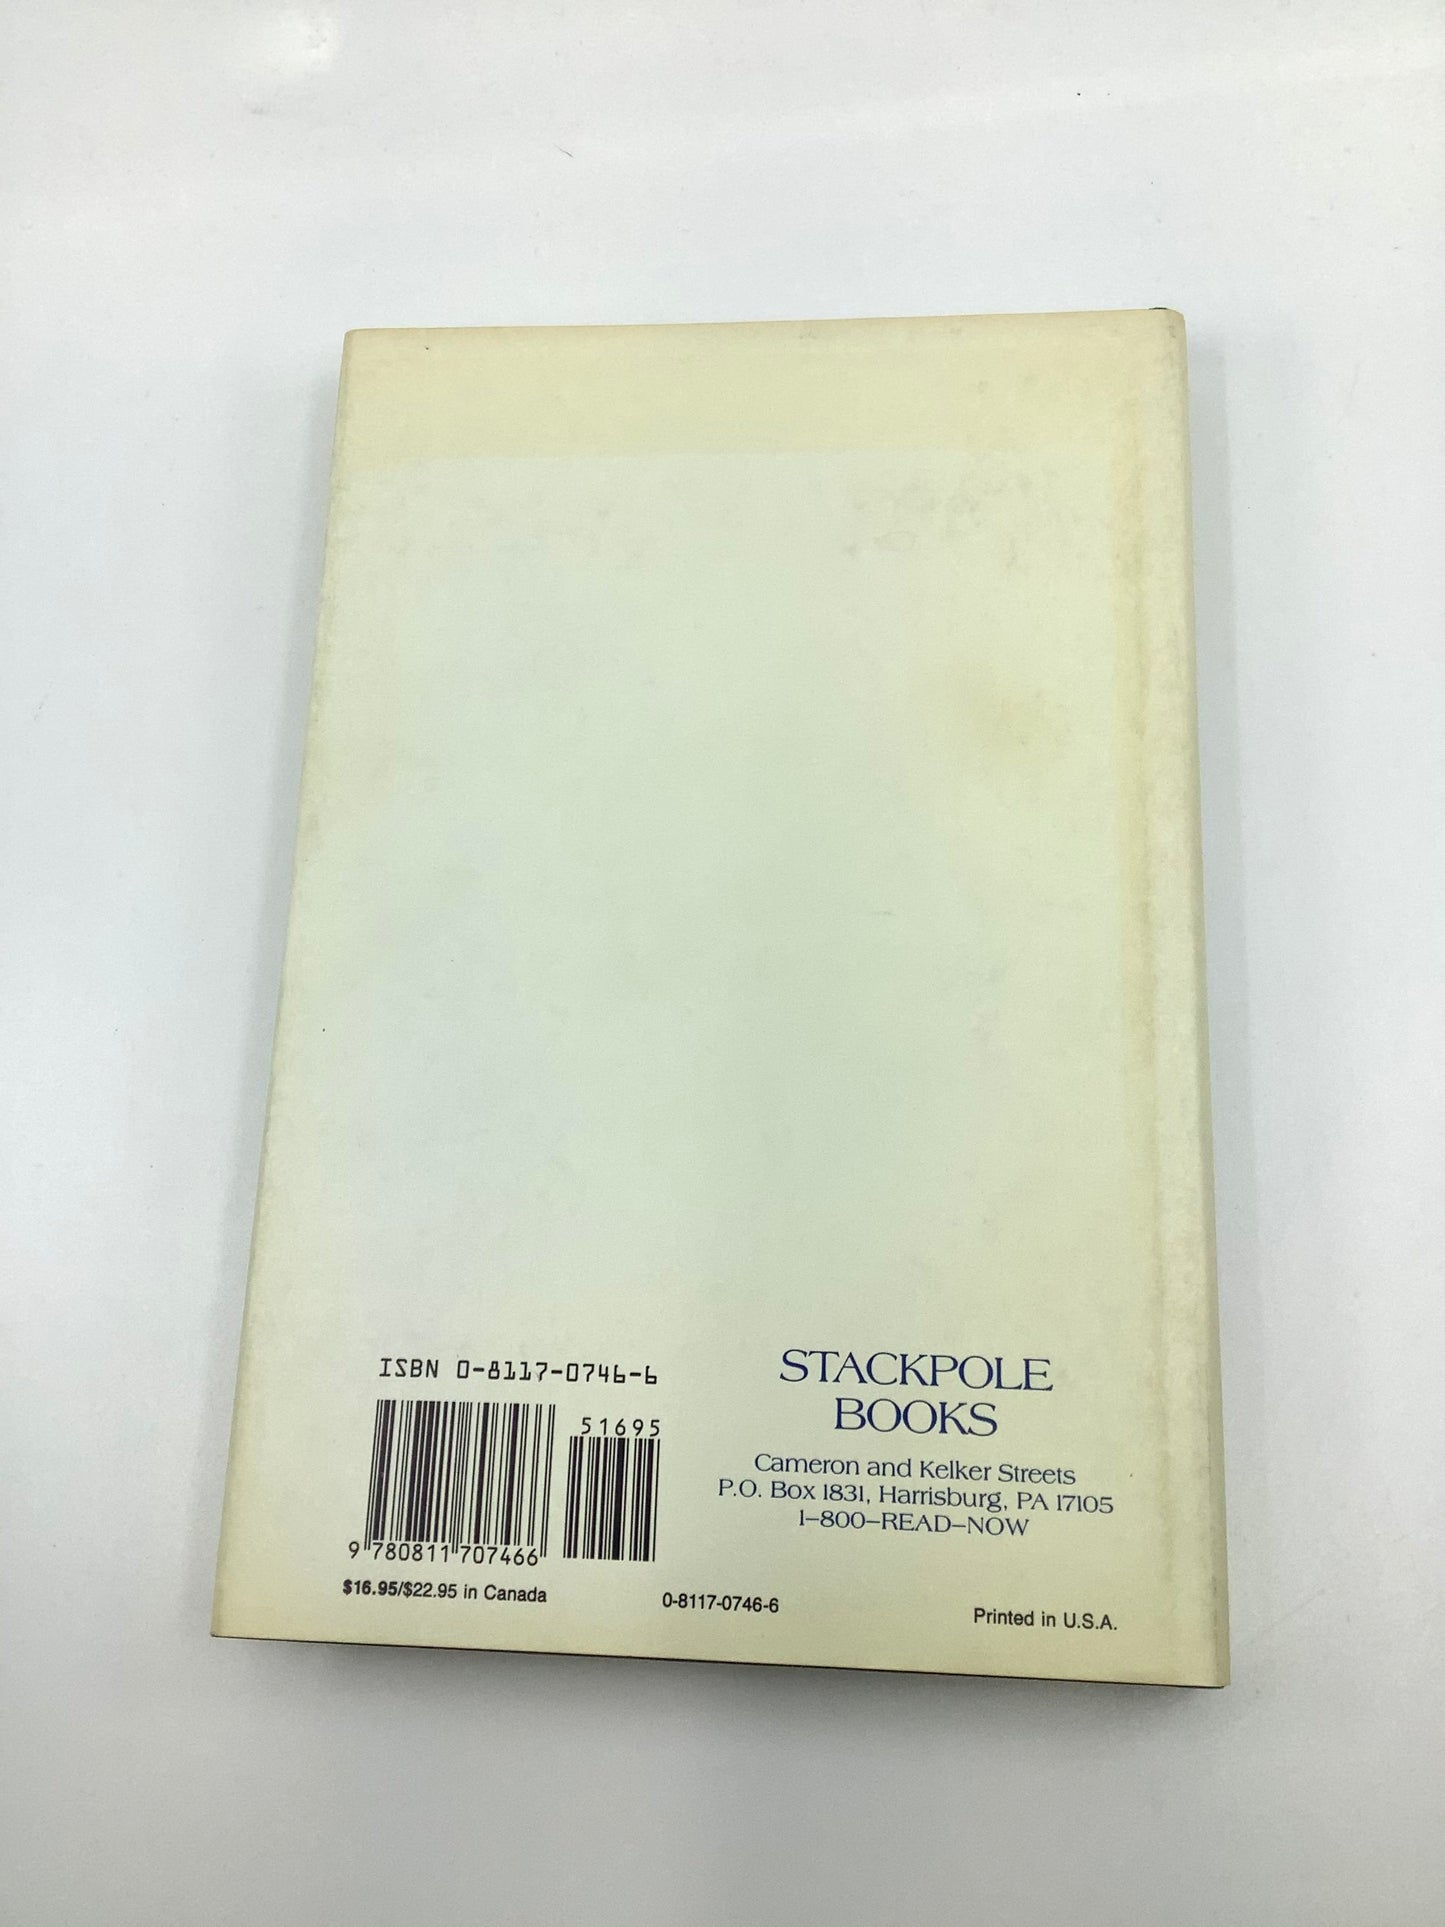 ISBN 0-8117-0746-6
51695
9 780811 707466
$16.95/$22.95 in Canada
0-8117-0746-6
STACKPOLE
BOOKS
Cameron and Kelker Streets
P.O. Box 1831, Harrisburg, PA 17105
1-800-READ-NOW
Printed in U.S.A.